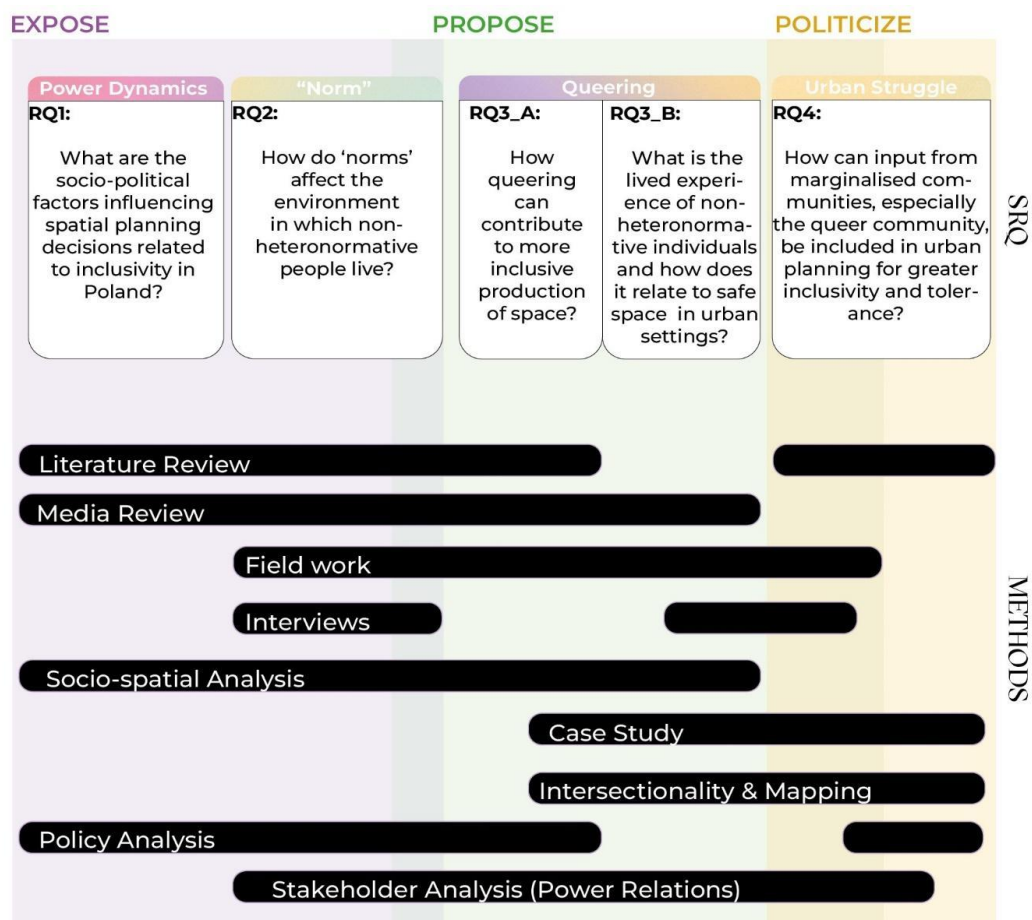 EXPOSE
PROPOSE
POLITICIZE
Power Dynamics
RQ1:
What are the
socio-political
factors influencing
spatial planning
decisions related
to inclusivity in
Poland?
“Norm”
RQ2:
How do ‘norms’
affect the
environment
in which non-
heteronormative
people live?
Queering
RQ3_A:
How
queering
can
contribute
to more
inclusive
production
of space?
RQ3_B:
What is the
lived experi-
ence of non-
heteronorma-
tive individuals
and how does
it relate to safe
space in urban
settings?
Urban Struggle
RQ4:
How can input from
marginalised com-
munities, especially
the queer community,
be included in urban
planning for greater
inclusivity and toler-
ance?
SRQ
Literature Review
Media Review
Field work
Interviews
Socio-spatial Analysis
Case Study
Intersectionality & Mapping
Policy Analysis
Stakeholder Analysis (Power Relations)
METHODS